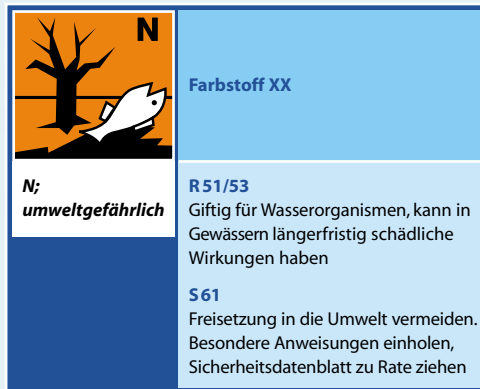 N
Farbstoff XX
N;
umweltgefährlich
R 51/53
Giftig für Wasserorganismen, kann in
Gewässern längerfristig schädliche
Wirkungen haben
S 61
Freisetzung in die Umwelt vermeiden.
Besondere Anweisungen einholen,
Sicherheitsdatenblatt zu Rate ziehen